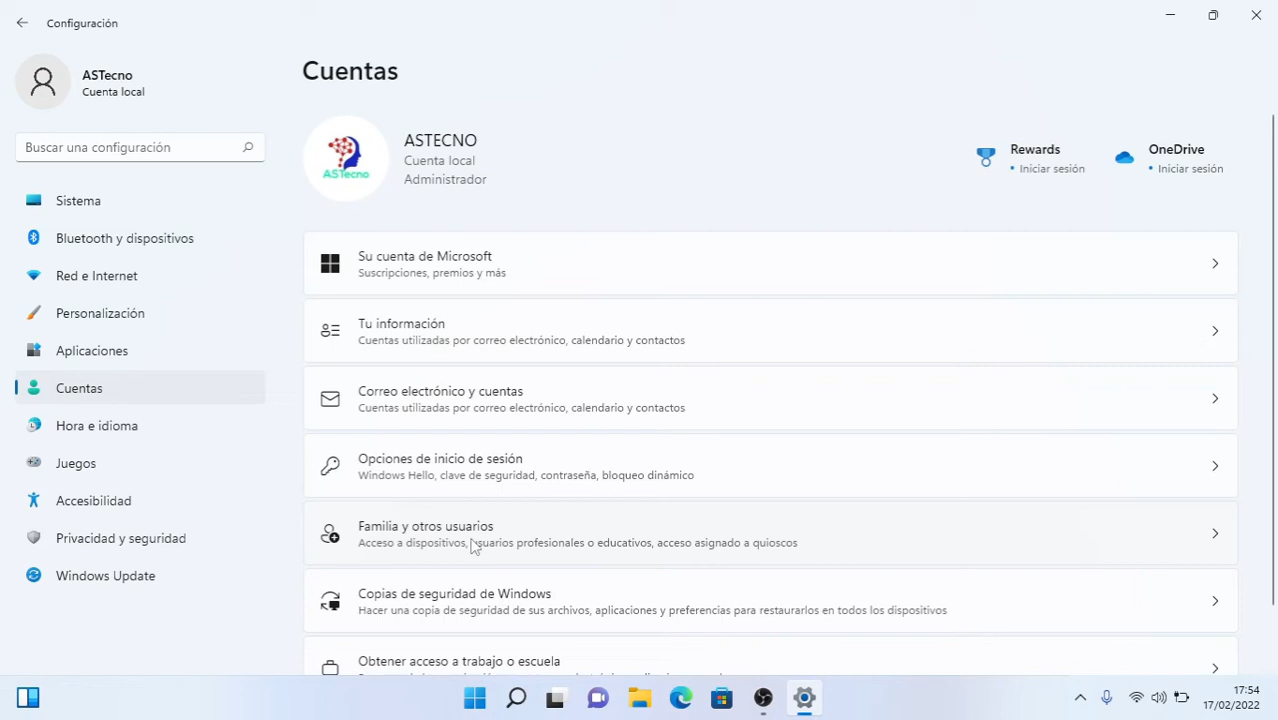 Configuración
ASTecno
Cuenta local
Buscar una configuración
Sistema
Bluetooth y dispositivos
Red e Internet
Personalización
Aplicaciones
Cuentas
Hora e idioma
Juegos
Accesibilidad
Privacidad y seguridad
Windows Update
Cuentas
ASTecno
ASTECNO
Cuenta local
Administrador
Rewards
• Iniciar sesión
OneDrive
• Iniciar sesión
Su cuenta de Microsoft
Suscripciones, premios y más
Tu información
Cuentas utilizadas por correo electrónico, calendario y contactos
Correo electrónico y cuentas
Cuentas utilizadas por correo electrónico, calendario y contactos
Opciones de inicio de sesión
Windows Hello, clave de seguridad, contraseña, bloqueo dinámico
Familia y otros usuarios
Acceso a dispositivos, usuarios profesionales o educativos, acceso asignado a quioscos
Copias de seguridad de Windows
Hacer una copia de seguridad de sus archivos, aplicaciones y preferencias para restaurarlos en todos los dispositivos
Obtener acceso a trabajo o escuela
17:54
17/02/2022